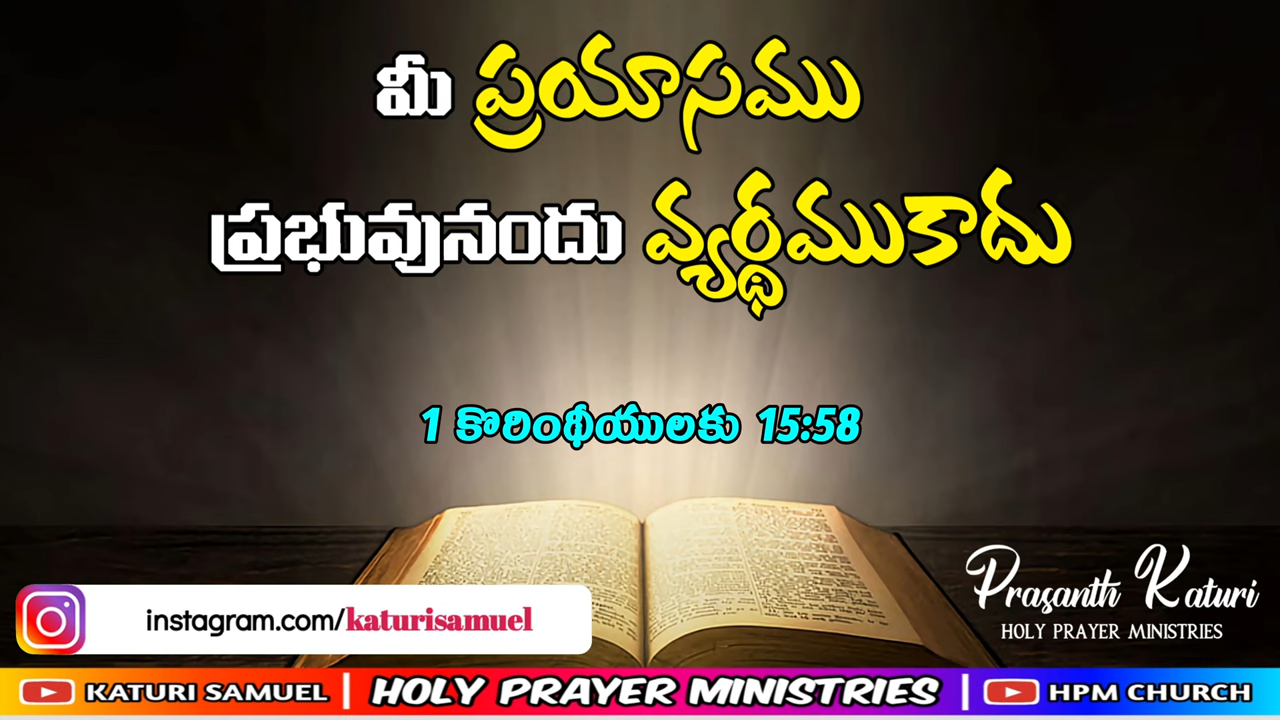 మీ ప్రయాసము
ప్రభువునందు వ్యర్థముకాదు
1 కొరింథీయులకు 15:58
Prasanth Katuri
HOLY PRAYER MINISTRIES
instagram.com/katurisamuel
KATURI SAMUEL | HOLY PRAYER MINISTRIES | HPM CHURCH